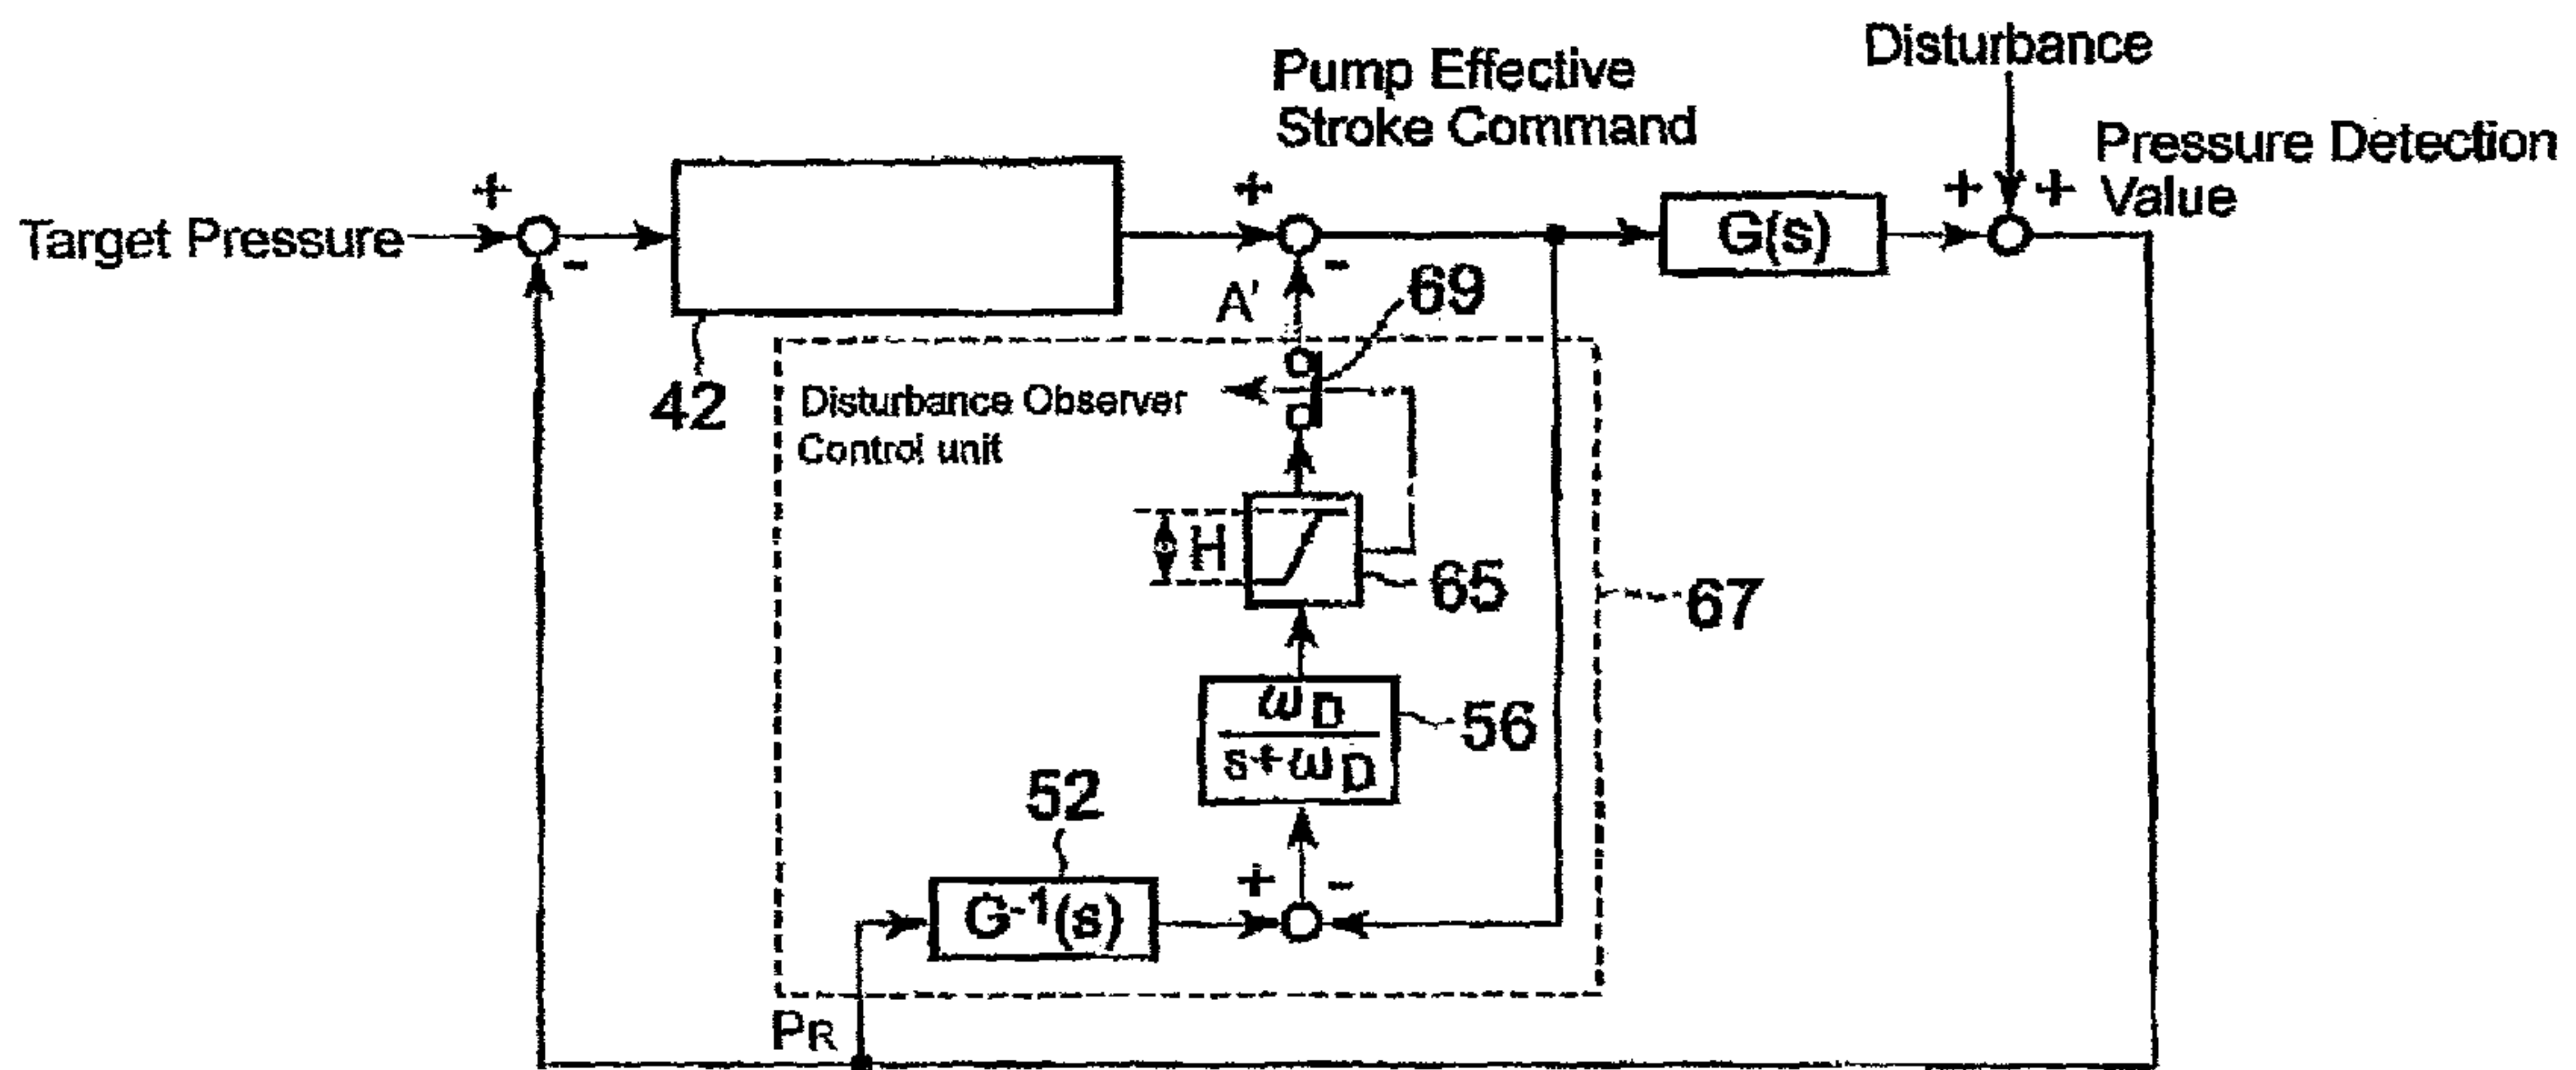 Disturbance
Pump Effective
Stroke Command
Pressure Detection
Value
+
+
+ +
Target Pressure
G(s)
-
-
A'
69
42
Disturbance Observer
Control unit
H
65
67
ωD
s+ωD
56
52
+ -
G-1(s)
PR